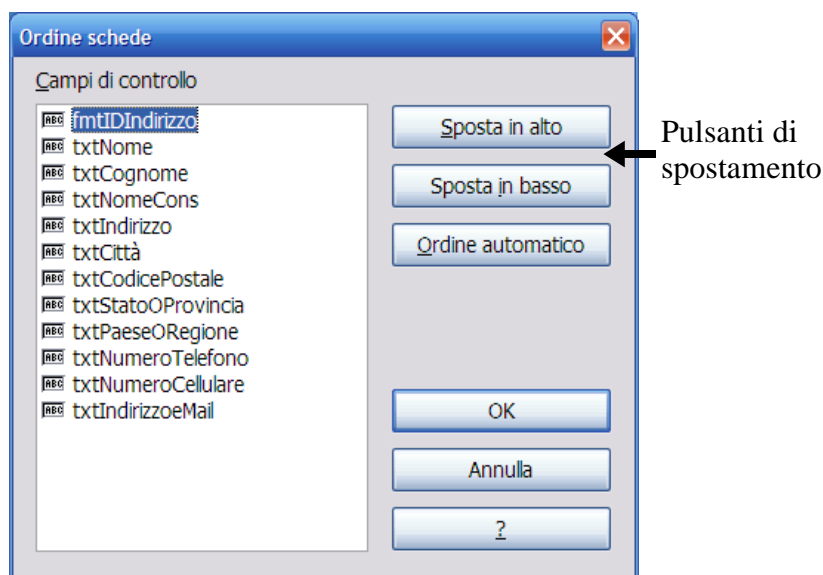 Ordine schede
Campi di controllo
fmtIDIndirizzo
txtNome
txtCognome
txtNomeCons
txtIndirizzo
txtCittà
txtCodicePostale
txtStatoOProvincia
txtPaeseORegione
txtNumeroTelefono
txtNumeroCellulare
txtIndirizzoeMail
Sposta in alto
Sposta in basso
Ordine automatico
OK
Annulla
?
Pulsanti di
spostamento